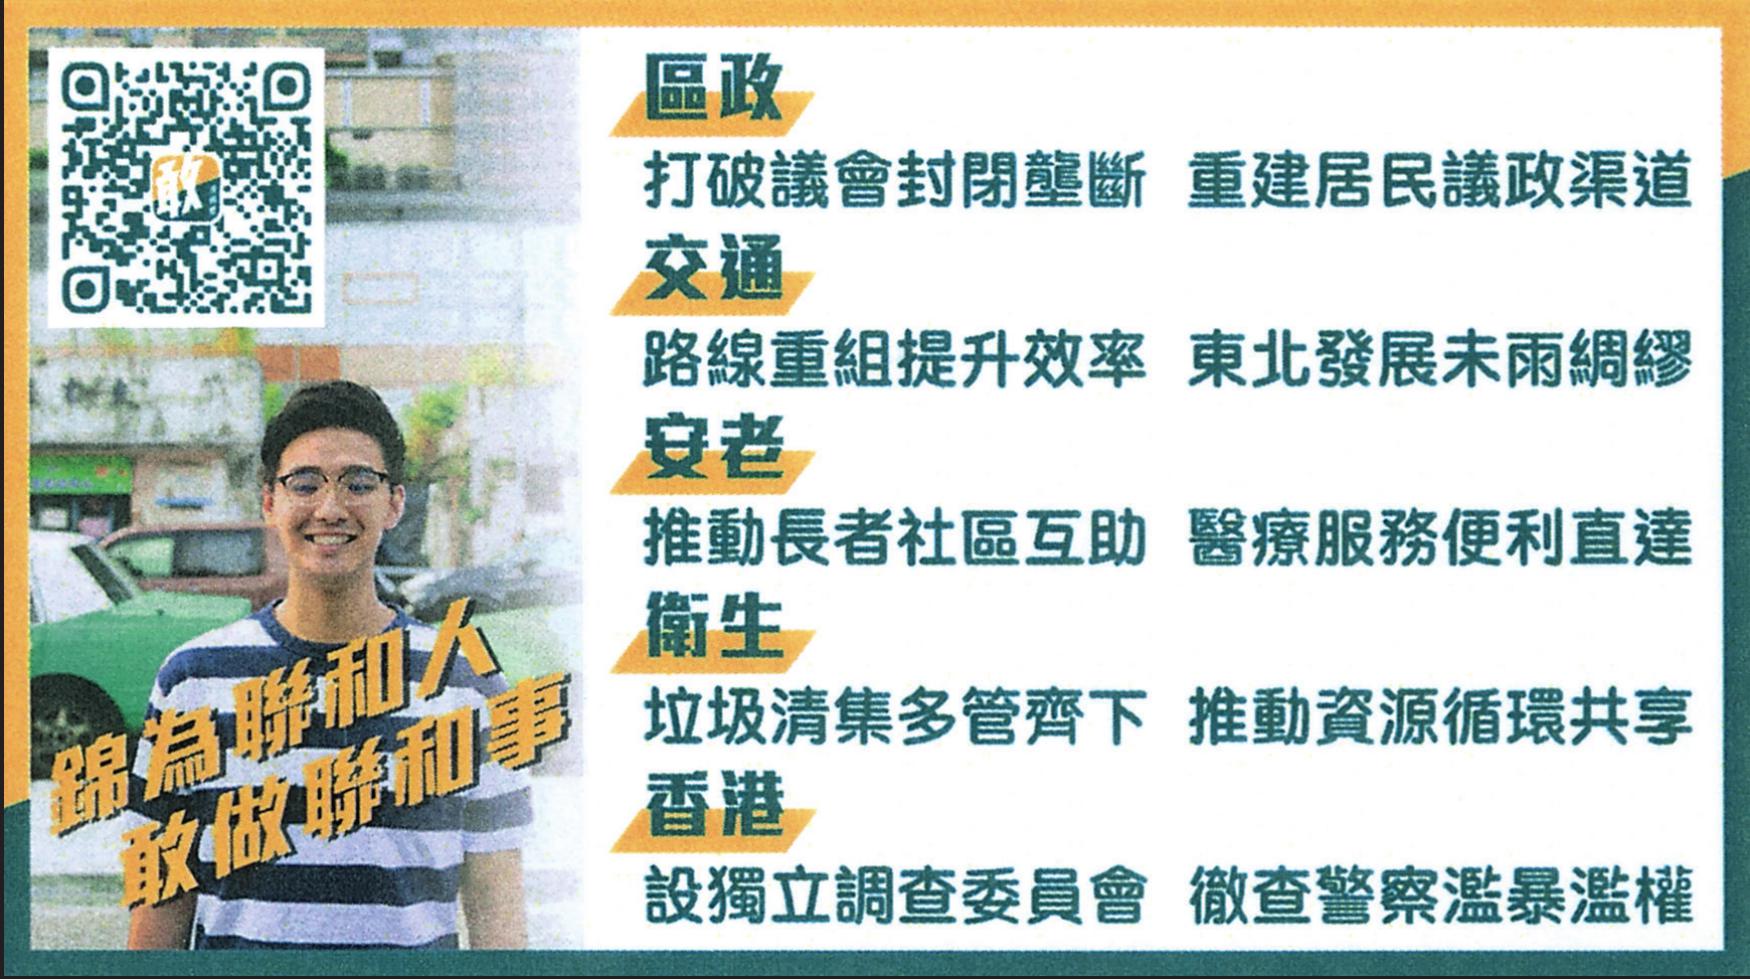 敢
錦為聯和人
敢做聯和事
區政
打破議會封閉壟斷 重建居民議政渠道
交通
路線重組提升效率 東北發展未雨綢繆
安老
推動長者社區互助 醫療服務便利直達
衛生
垃圾清集多管齊下 推動資源循環共享
香港
設獨立調查委員會 徹查警察濫暴濫權